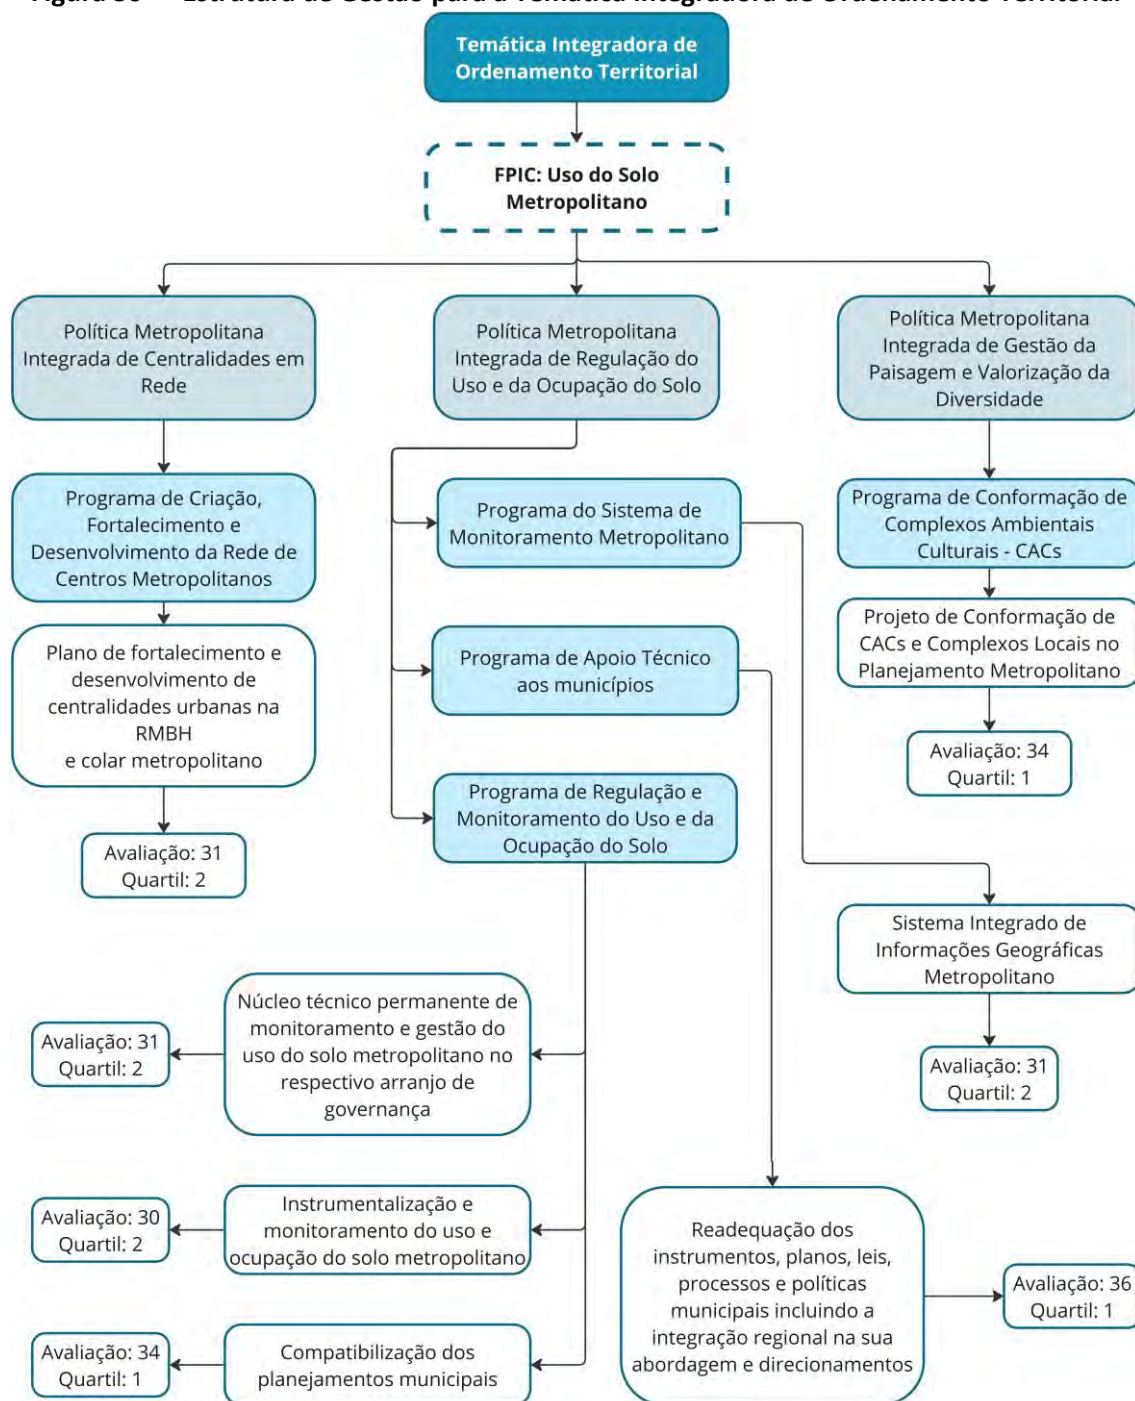 Estrutura de Gestão para a Temática Integradora de Ordenamento Territorial
Temática Integradora de
Ordenamento Territorial
FPIC: Uso do Solo
Metropolitano
Política Metropolitana
Integrada de Centralidades em
Rede
Política Metropolitana
Integrada de Regulação do
Uso e da Ocupação do Solo
Política Metropolitana
Integrada de Gestão da
Paisagem e Valorização da
Diversidade
Programa de Criação,
Fortalecimento e
Desenvolvimento da Rede de
Centros Metropolitanos
Plano de fortalecimento e
desenvolvimento de
centralidades urbanas na
RMBH
e colar metropolitano
Avaliação: 31
Quartil: 2
Programa do Sistema de
Monitoramento Metropolitano
Programa de Apoio Técnico
aos municípios
Programa de Regulação e
Monitoramento do Uso e da
Ocupação do Solo
Programa de Conformação de
Complexos Ambientais
Culturais - CACs
Projeto de Conformação de
CACs e Complexos Locais no
Planejamento Metropolitano
Avaliação: 34
Quartil: 1
Sistema Integrado de
Informações Geográficas
Metropolitano
Avaliação: 31
Quartil: 2
Núcleo técnico permanente de
monitoramento e gestão do
uso do solo metropolitano no
respectivo arranjo de
governança
Avaliação: 31
Quartil: 2
Instrumentalização e
monitoramento do uso e
ocupação do solo metropolitano
Avaliação: 30
Quartil: 2
Compatibilização dos
planejamentos municipais
Avaliação: 34
Quartil: 1
Readequação dos
instrumentos, planos, leis,
processos e políticas
municipais incluindo a
integração regional na sua
abordagem e direcionamentos
Avaliação: 36
Quartil: 1